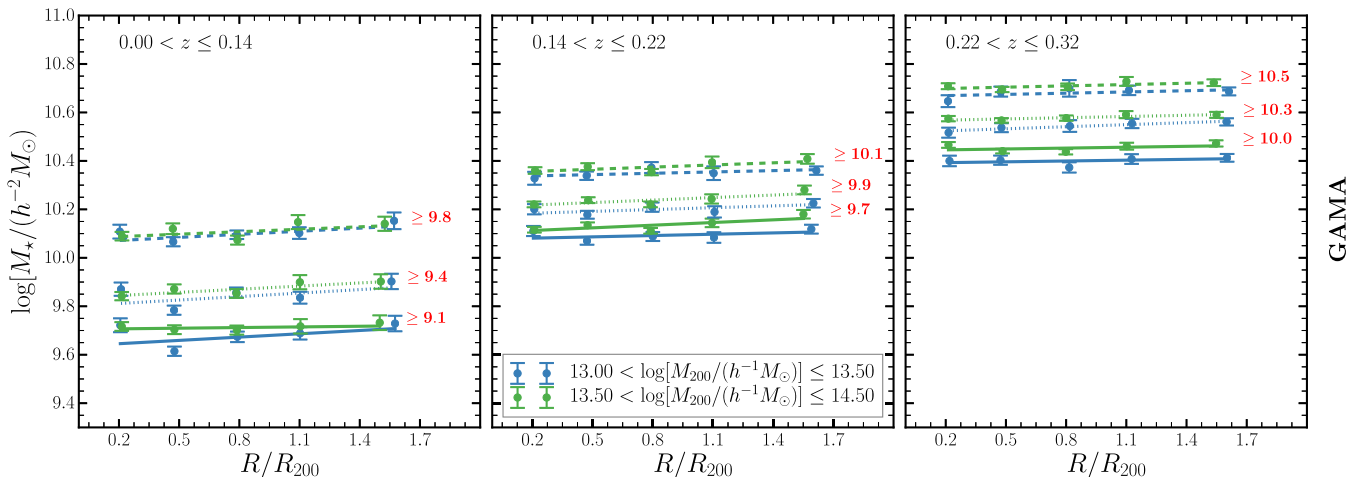 0.00 < z ≤ 0.14
0.14 < z ≤ 0.22
0.22 < z ≤ 0.32
log[M⋆/(h⁻²M⊙)]
11.0
10.8
10.6
10.4
10.2
10.0
9.8
9.6
9.4
≥ 9.8
≥ 9.4
≥ 9.1
≥ 10.1
≥ 9.9
≥ 9.7
≥ 10.5
≥ 10.3
≥ 10.0
13.00 < log[M₂₀₀/(h⁻¹M⊙)] ≤ 13.50
13.50 < log[M₂₀₀/(h⁻¹M⊙)] ≤ 14.50
GAMA
0.2 0.5 0.8 1.1 1.4 1.7
0.2 0.5 0.8 1.1 1.4 1.7
0.2 0.5 0.8 1.1 1.4 1.7
R/R₂₀₀
R/R₂₀₀
R/R₂₀₀